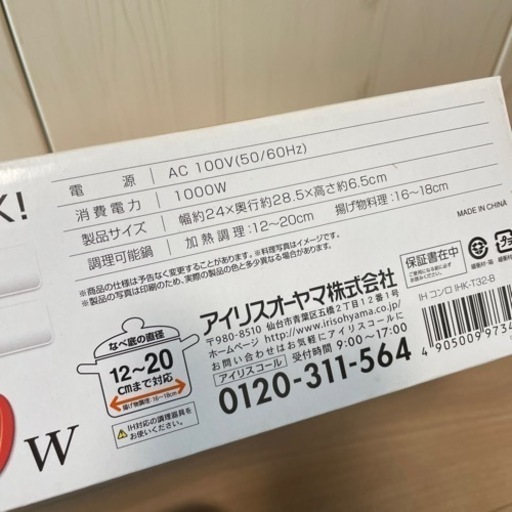 K!
電源 AC 100V(50/60Hz)
消費電力 1000W
製品サイズ 幅約24×奥行約28.5×高さ約6.5cm
調理可能鍋 加熱調理:12〜20cm 揚げ物料理:16〜18cm
※商品の仕様は予告なく変更することがあります。※料理写真はイメージです。
※製品の写真は印刷のため、実際の製品の色と多少異なる場合があります。
MADE IN CHINA
なべ底の直径
12〜20
cmまで対応
揚げ物調理:16〜18cm
IH対応の調理器具を
お使いください。
W
アイリスオーヤマ株式会社
〒980-8510 仙台市青葉区五橋二丁目12番1号
ホームページ http://www.irisohyama.co.jp/
お問い合わせはお気軽にアイリスコールに
アイリスコール 受付時間 9:00〜17:00
0120-311-564
保証書在中
IHコンロ IHK-T32-B
4 905009 9734